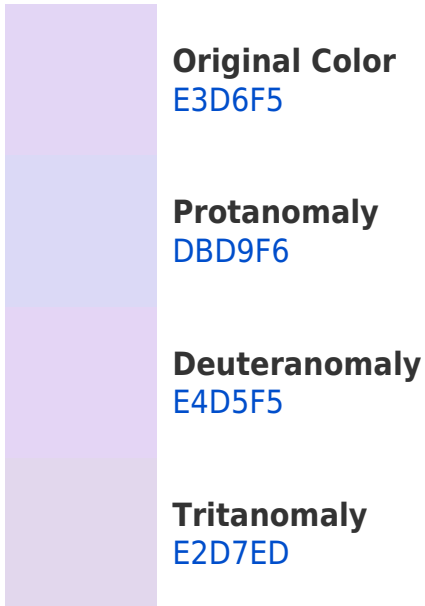 Original Color
E3D6F5
Protanomaly
DBD9F6
Deuteranomaly
E4D5F5
Tritanomaly
E2D7ED